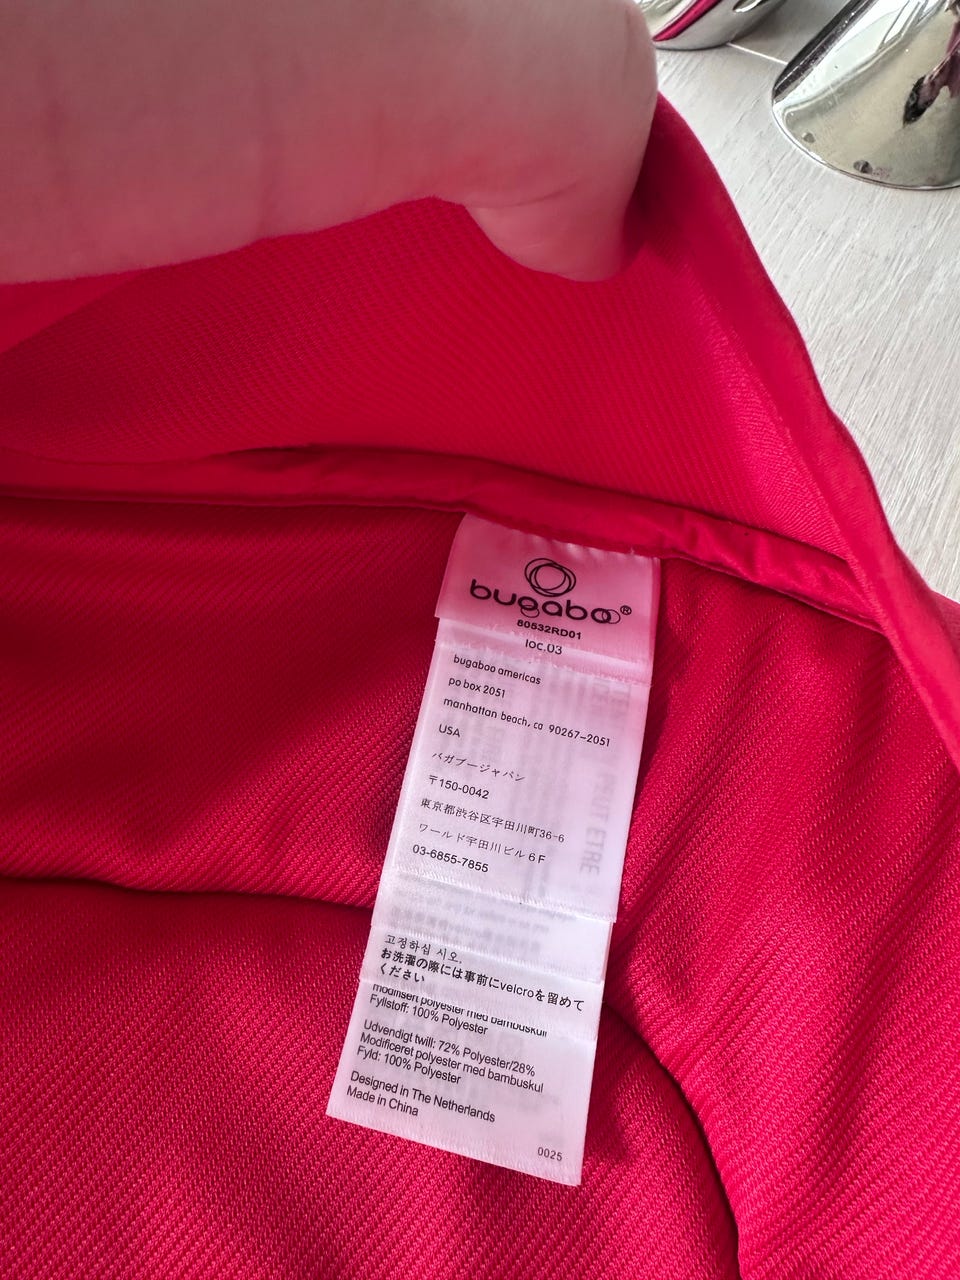 bugaboo®
80532RD01
loc.03
bugaboo americas
po box 2051
manhattan beach, ca 90267-2051
USA
バガブージャパン
〒150-0042
東京都渋谷区宇田川町36-6
ワールド宇田川ビル6F
03-6855-7855
고정하십 시오.
お洗濯の際には事前にvelcroを留めて
ください
modifisert polyester med bambuskull
Fyllstoff: 100% Polyester
Udvendigt twill: 72% Polyester/28%
Modificeret polyester med bambuskul
Fyld: 100% Polyester
Designed in The Netherlands
Made in China
0025